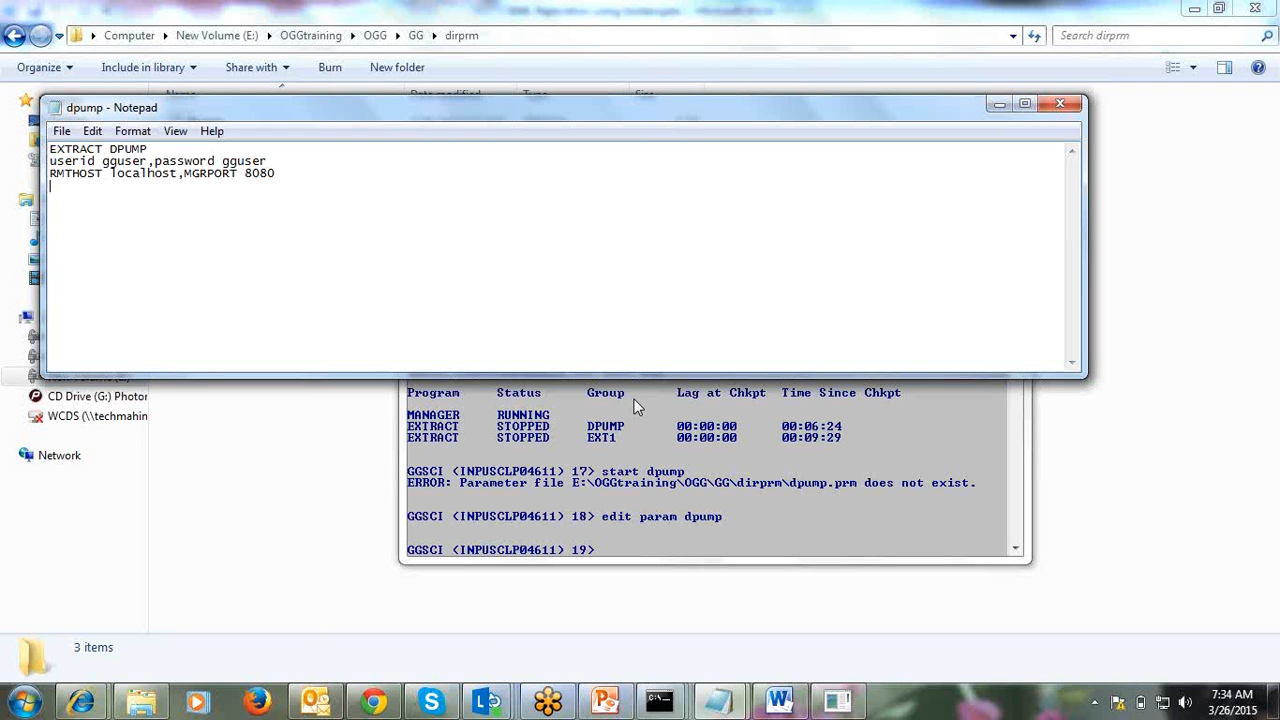 Computer ▸ New Volume (E:) ▸ OGGtraining ▸ OGG ▸ GG ▸ dirprm
Search dirprm
Organize
Include in library
Share with
Burn
New folder
dpump - Notepad
File Edit Format View Help
EXTRACT DPUMP
userid gguser,password gguser
RMTHOST localhost,MGRPORT 8080
Program Status Group Lag at Chkpt Time Since Chkpt
MANAGER RUNNING
EXTRACT STOPPED DPUMP 00:00:00 00:06:24
EXTRACT STOPPED EXT1 00:00:00 00:09:29
GGSCI (INPUSCLP04611) 17> start dpump
ERROR: Parameter file E:\OGGtraining\OGG\GG\dirprm\dpump.prm does not exist.
GGSCI (INPUSCLP04611) 18> edit param dpump
GGSCI (INPUSCLP04611) 19>
CD Drive (G:) Photor
WCDS (\\techmahin
Network
3 items
7:34 AM
3/26/2015